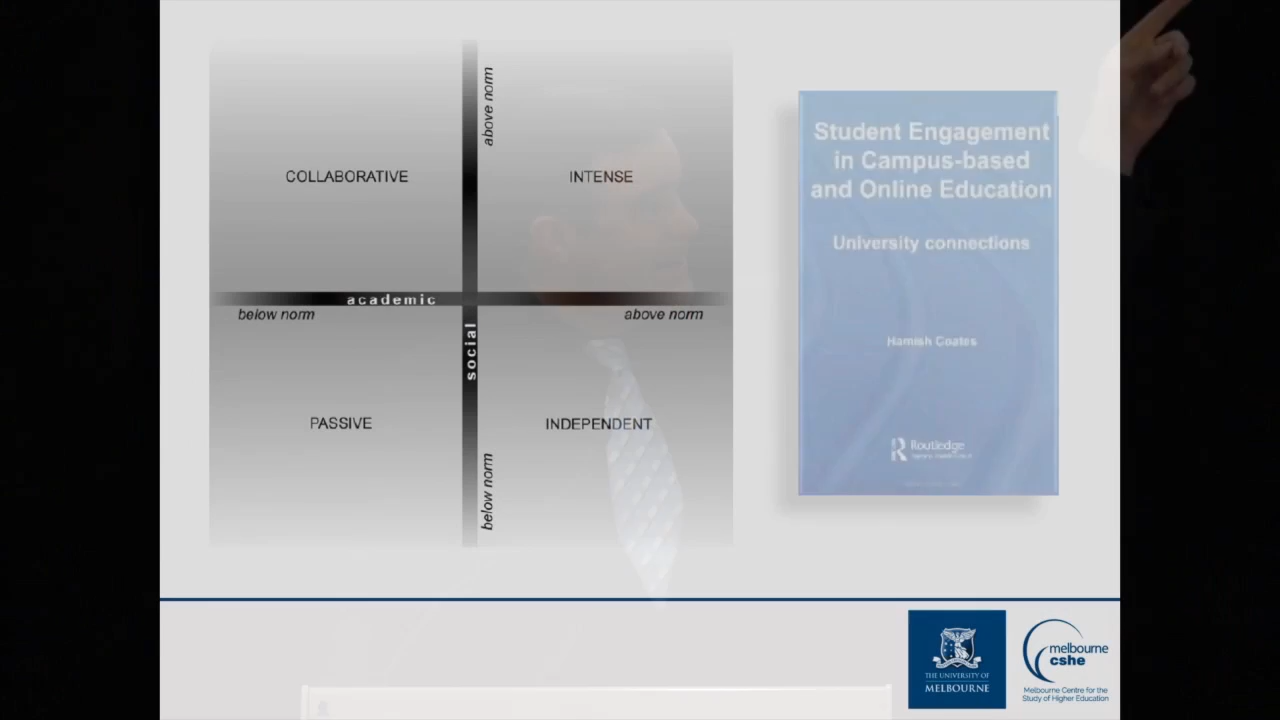 above norm
COLLABORATIVE
INTENSE
academic
below norm
above norm
social
PASSIVE
INDEPENDENT
below norm
Student Engagement
in Campus-based
and Online Education
University connections
Hamish Coates
Routledge
THE UNIVERSITY OF
MELBOURNE
melbourne
cshe
Melbourne Centre for the
Study of Higher Education